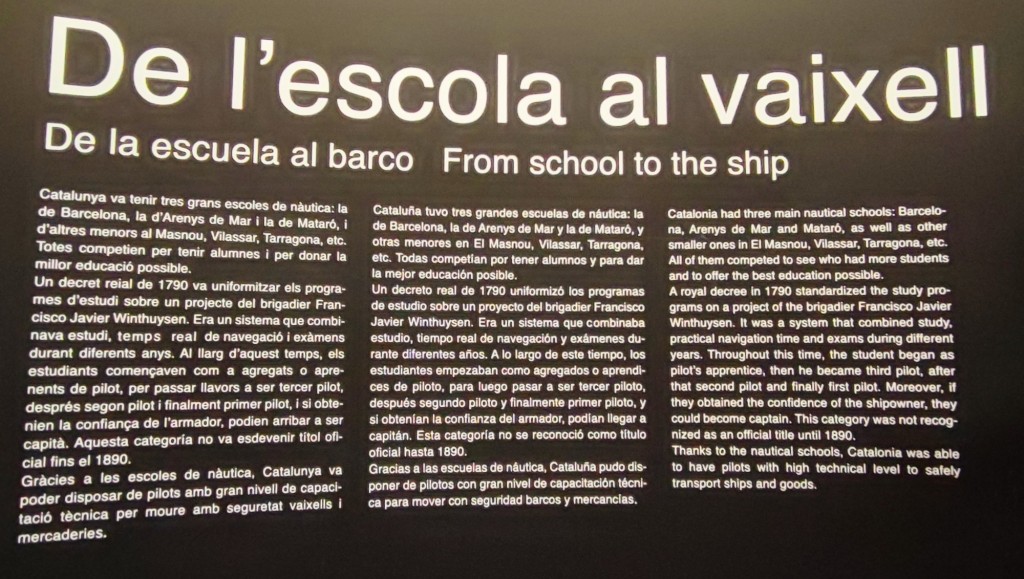 De l'escola al vaixell
De la escuela al barco From school to the ship
Catalunya va tenir tres grans escoles de nàutica: la
de Barcelona, la d'Arenys de Mar i la de Mataró, i
d'altres menors al Masnou, Vilassar, Tarragona, etc.
Totes competien per tenir alumnes i per donar la
millor educació possible.
Un decret reial de 1790 va uniformitzar els progra-
mes d'estudi sobre un projecte del brigadier Fran-
cisco Javier Winthuysen. Era un sistema que combi-
nava estudi, temps real de navegació i exàmens
durant diferents anys. Al llarg d'aquest temps, els
estudiants començaven com a agregats o apre-
nents de pilot, per passar llavors a ser tercer pilot,
després segon pilot i finalment primer pilot, i si obte-
nien la confiança de l'armador, podien arribar a ser
capità. Aquesta categoría no va esdevenir títol ofi-
cial fins el 1890.
Gràcies a les escoles de nàutica, Catalunya va
poder disposar de pilots amb gran nivell de capaci-
tació tècnica per moure amb seguretat vaixells i
mercaderies.
Cataluña tuvo tres grandes escuelas de náutica: la
de Barcelona, la de Arenys de Mar y la de Mataró, y
otras menores en El Masnou, Vilassar, Tarragona,
etc. Todas competían por tener alumnos y para dar
la mejor educación posible.
Un decreto real de 1790 uniformizó los programas
de estudio sobre un proyecto del brigadier Francisco
Javier Winthuysen. Era un sistema que combinaba
estudio, tiempo real de navegación y exámenes du-
rante diferentes años. A lo largo de este tiempo, los
estudiantes empezaban como agregados o aprendi-
ces de piloto, para luego pasar a ser tercer piloto,
después segundo piloto y finalmente primer piloto, y
si obtenían la confianza del armador, podían llegar a
capitán. Esta categoría no se reconoció como título
oficial hasta 1890.
Gracias a las escuelas de náutica, Cataluña pudo dis-
poner de pilotos con gran nivel de capacitación técni-
ca para mover con seguridad barcos y mercancias.
Catalonia had three main nautical schools: Barcelo-
na, Arenys de Mar and Mataró, as well as other
smaller ones in El Masnou, Vilassar, Tarragona, etc.
All of them competed to see who had more students
and to offer the best education possible.
A royal decree in 1790 standardized the study pro-
grams on a project of the brigadier Francisco Javier
Winthuysen. It was a system that combined study,
practical navigation time and exams during different
years. Throughout this time, the student began as
pilot's apprentice, then he became third pilot, after
that second pilot and finally first pilot. Moreover, if
they obtained the confidence of the shipowner, they
could become captain. This category was not recog-
nized as an official title until 1890.
Thanks to the nautical schools, Catalonia was able
to have pilots with high technical level to safely
transport ships and goods.